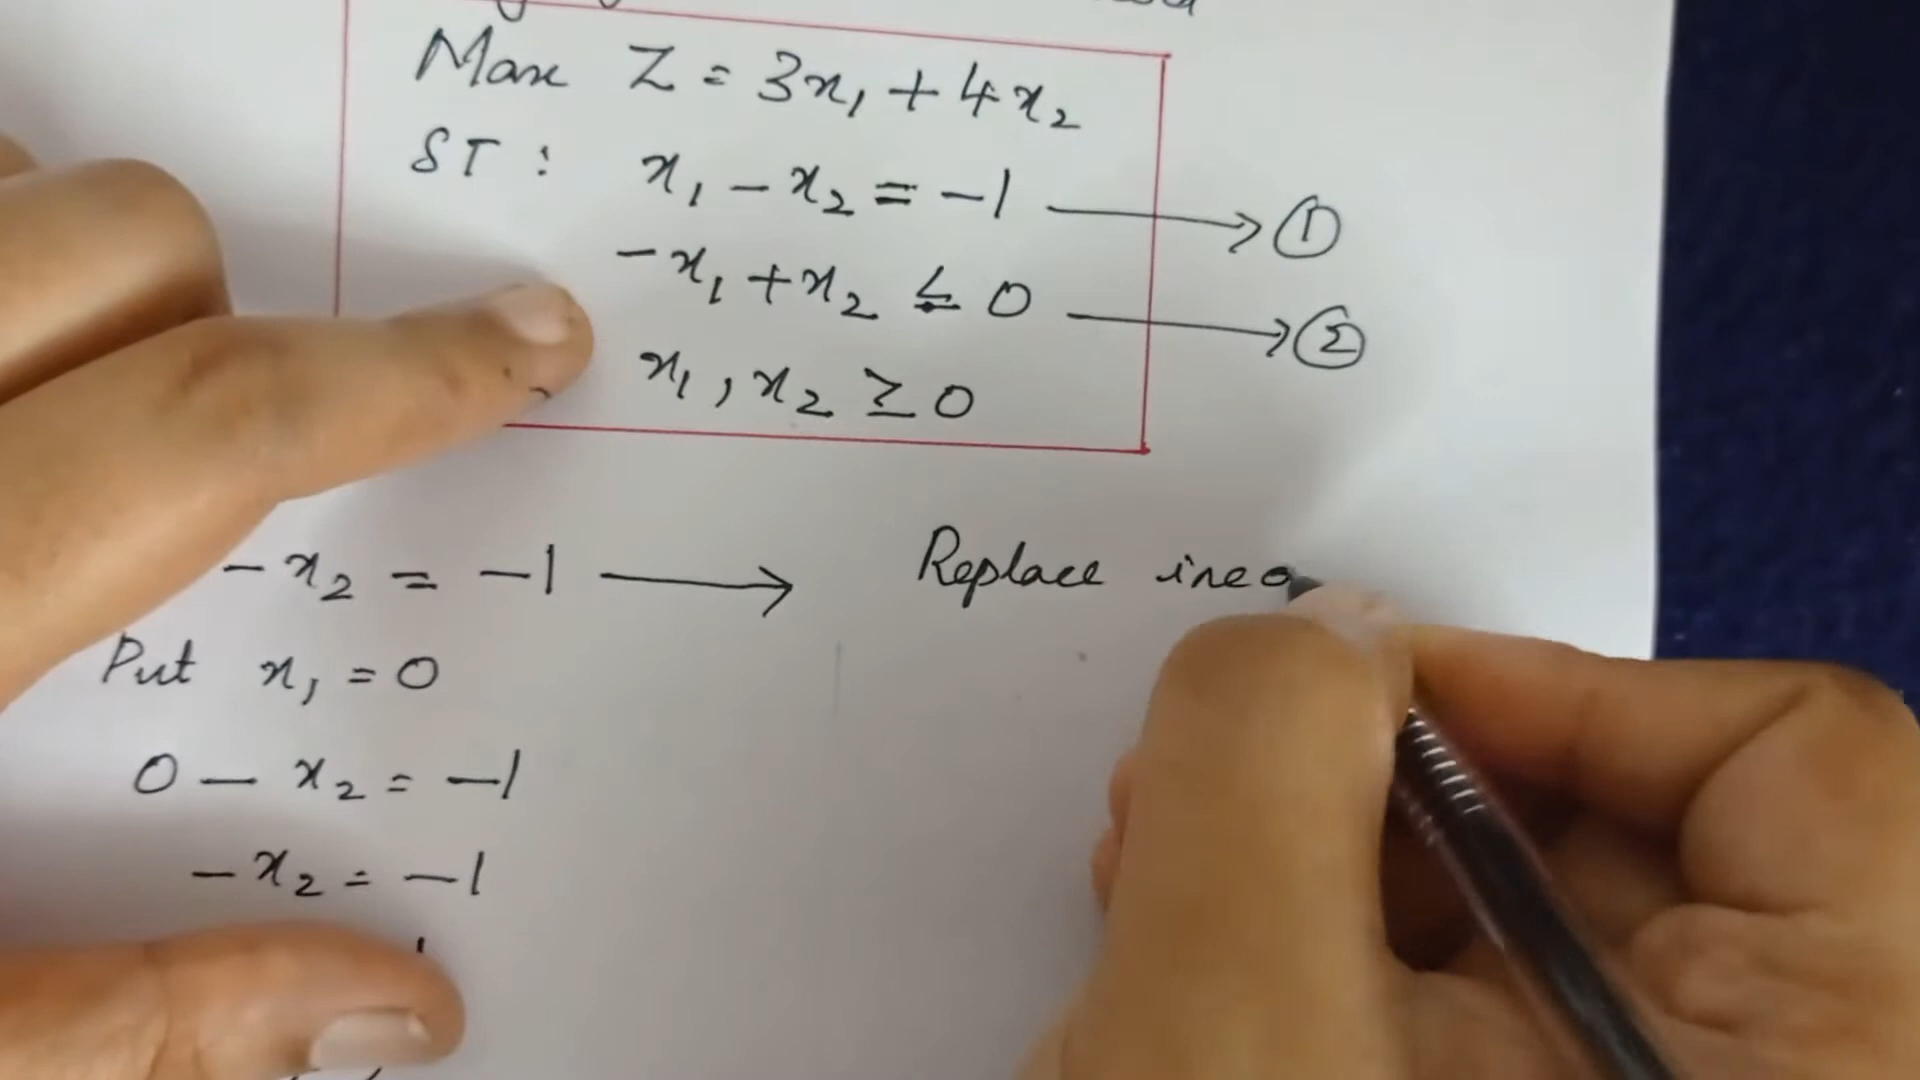 Max Z = 3x₁ + 4x₂
ST : x₁ - x₂ = -1 → ①
-x₁ + x₂ ≤ 0 → ②
x₁, x₂ ≥ 0
- x₂ = -1 → Replace ineq
Put x₁ = 0
0 - x₂ = -1
-x₂ = -1